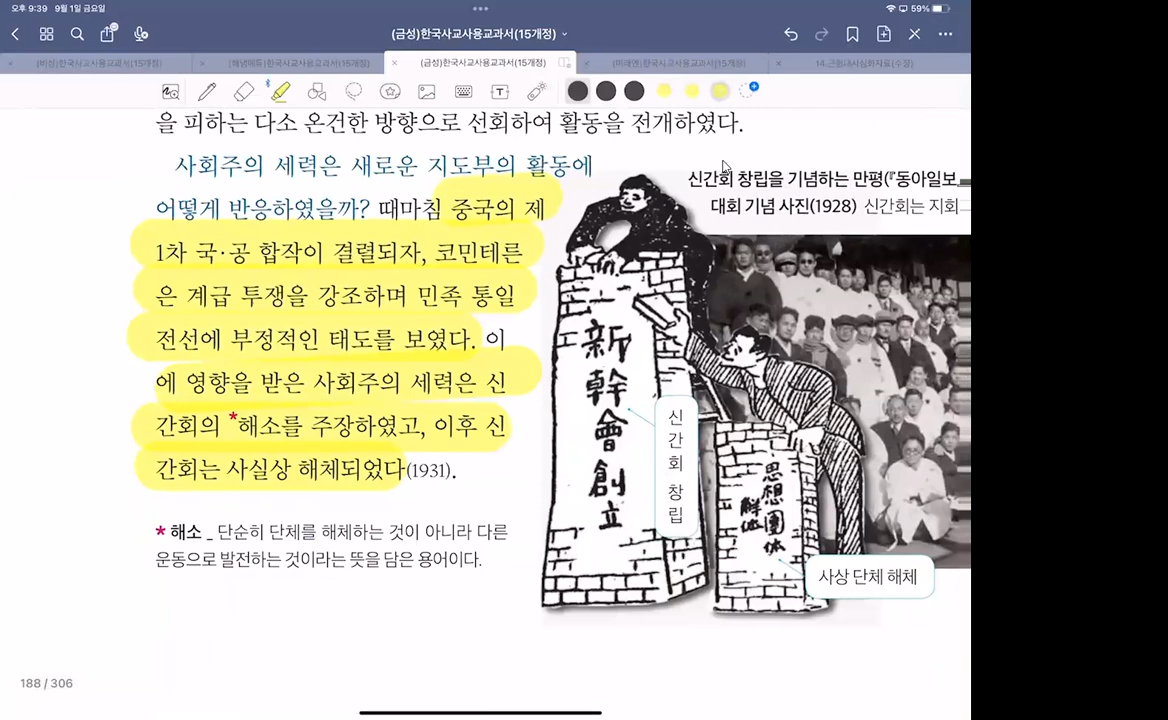 오후 9:39 9월 1일 금요일
59%
(금성)한국사교사용교과서(15개정)
(비상)한국사교사용교과서(15개정)
(해냄에듀)한국사교사용교과서(15개정)
(금성)한국사교사용교과서(15개정)
(미래엔)한국사교사용교과서(15개정)
을 피하는 다소 온건한 방향으로 선회하여 활동을 전개하였다.
사회주의 세력은 새로운 지도부의 활동에
어떻게 반응하였을까? 때마침 중국의 제
1차 국·공 합작이 결렬되자, 코민테른
은 계급 투쟁을 강조하며 민족 통일
전선에 부정적인 태도를 보였다. 이
에 영향을 받은 사회주의 세력은 신
간회의 *해소를 주장하였고, 이후 신
간회는 사실상 해체되었다(1931).
* 해소 _ 단순히 단체를 해체하는 것이 아니라 다른
운동으로 발전하는 것이라는 뜻을 담은 용어이다.
신간회 창립을 기념하는 만평(『동아일보
대회 기념 사진(1928) 신간회는 지회
新幹會創立
신간회 창립
思想團体
解体
사상 단체 해체
188 / 306